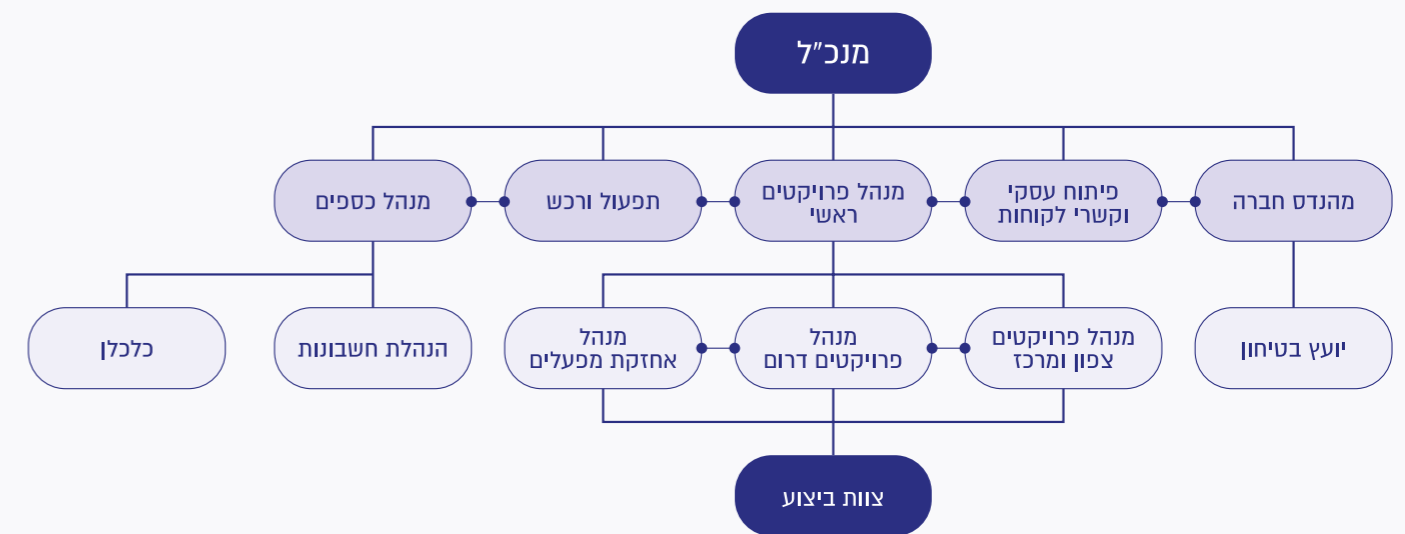 מנכ"ל
מהנדס חברה
פיתוח עסקי
וקשרי לקוחות
מנהל פרויקטים
ראשי
תפעול ורכש
מנהל כספים
יועץ בטיחון
מנהל פרויקטים
צפון ומרכז
מנהל
פרויקטים דרום
מנהל
אחזקת מפעלים
הנהלת חשבונות
כלכלן
צוות ביצוע